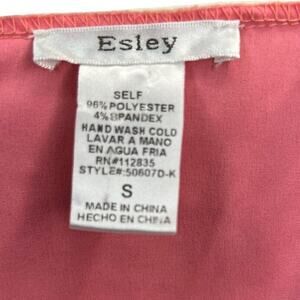 Esley
SELF
96% POLYESTER
4% SPANDEX
HAND WASH COLD
LAVAR A MANO
EN AGUA FRIA
RN#112835
STYLE#:50607D-K
S
MADE IN CHINA
HECHO EN CHINA